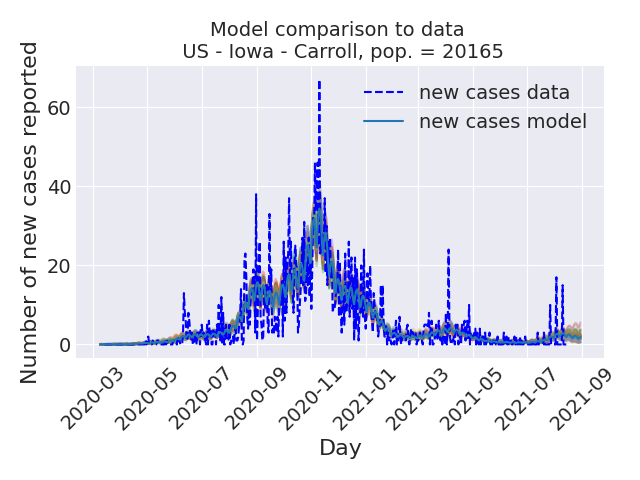 Model comparison to data
US - Iowa - Carroll, pop. = 20165
Number of new cases reported
60
40
20
0
new cases data
new cases model
2020-03
2020-05
2020-07
2020-09
2020-11
2021-01
2021-03
2021-05
2021-07
2021-09
Day